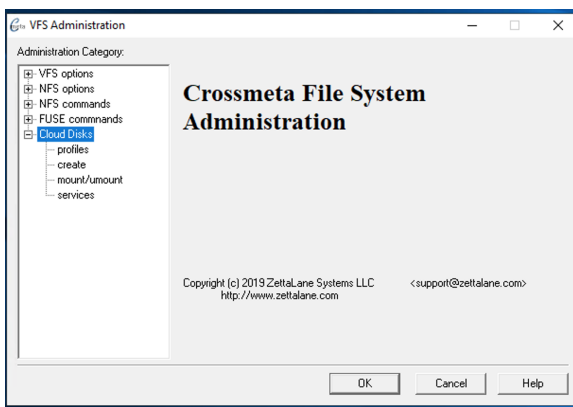 VFS Administration
Administration Category:
VFS options
NFS options
NFS commands
FUSE commnands
Cloud Disks
profiles
create
mount/umount
services
Crossmeta File System
Administration
Copyright (c) 2019 ZettaLane Systems LLC <support@zettalane.com>
http://www.zettalane.com
OK Cancel Help